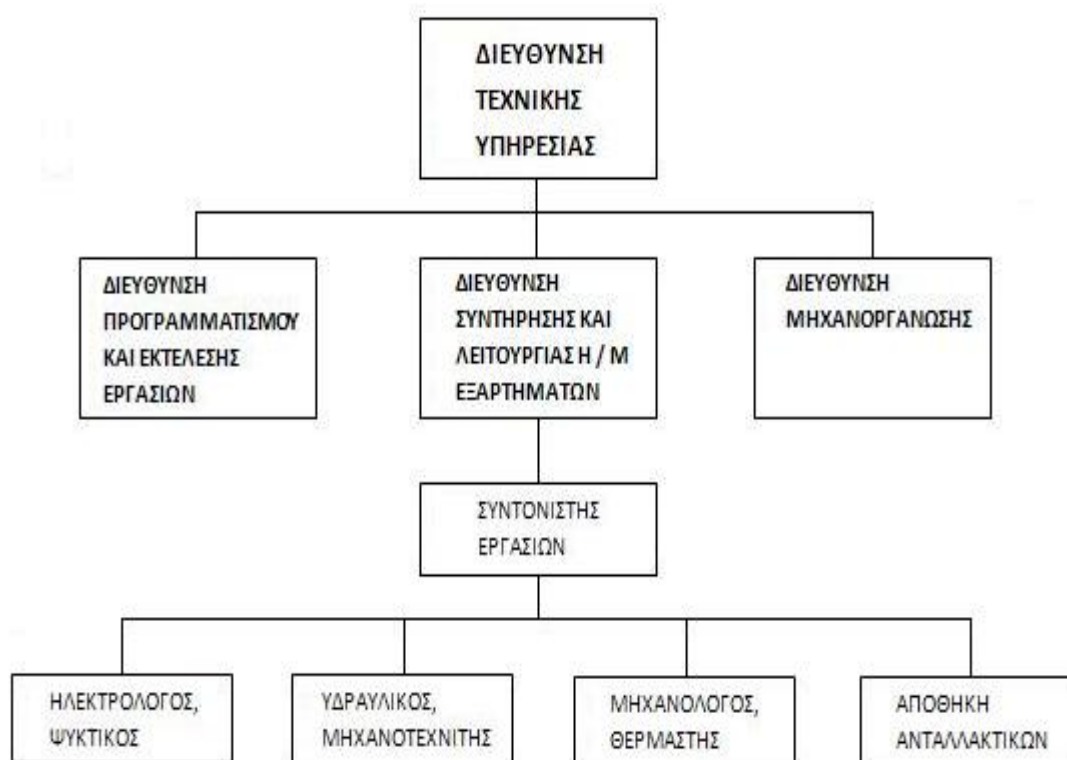 ΔΙΕΥΘΥΝΣΗ
ΤΕΧΝΙΚΗΣ
ΥΠΗΡΕΣΙΑΣ
ΔΙΕΥΘΥΝΣΗ
ΠΡΟΓΡΑΜΜΑΤΙΣΜΟΥ
ΚΑΙ ΕΚΤΕΛΕΣΗΣ
ΕΡΓΑΣΙΩΝ
ΔΙΕΥΘΥΝΣΗ
ΣΥΝΤΗΡΗΣΗΣ ΚΑΙ
ΛΕΙΤΟΥΡΓΙΑΣ Η / Μ
ΕΞΑΡΤΗΜΑΤΩΝ
ΔΙΕΥΘΥΝΣΗ
ΜΗΧΑΝΟΡΓΑΝΩΣΗΣ
ΣΥΝΤΟΝΙΣΤΗΣ
ΕΡΓΑΣΙΩΝ
ΗΛΕΚΤΡΟΛΟΓΟΣ,
ΨΥΚΤΙΚΟΣ
ΥΔΡΑΥΛΙΚΟΣ,
ΜΗΧΑΝΟΤΕΧΝΙΤΗΣ
ΜΗΧΑΝΟΛΟΓΟΣ,
ΘΕΡΜΑΣΤΗΣ
ΑΠΟΘΗΚΗ
ΑΝΤΑΛΛΑΚΤΙΚΩΝ